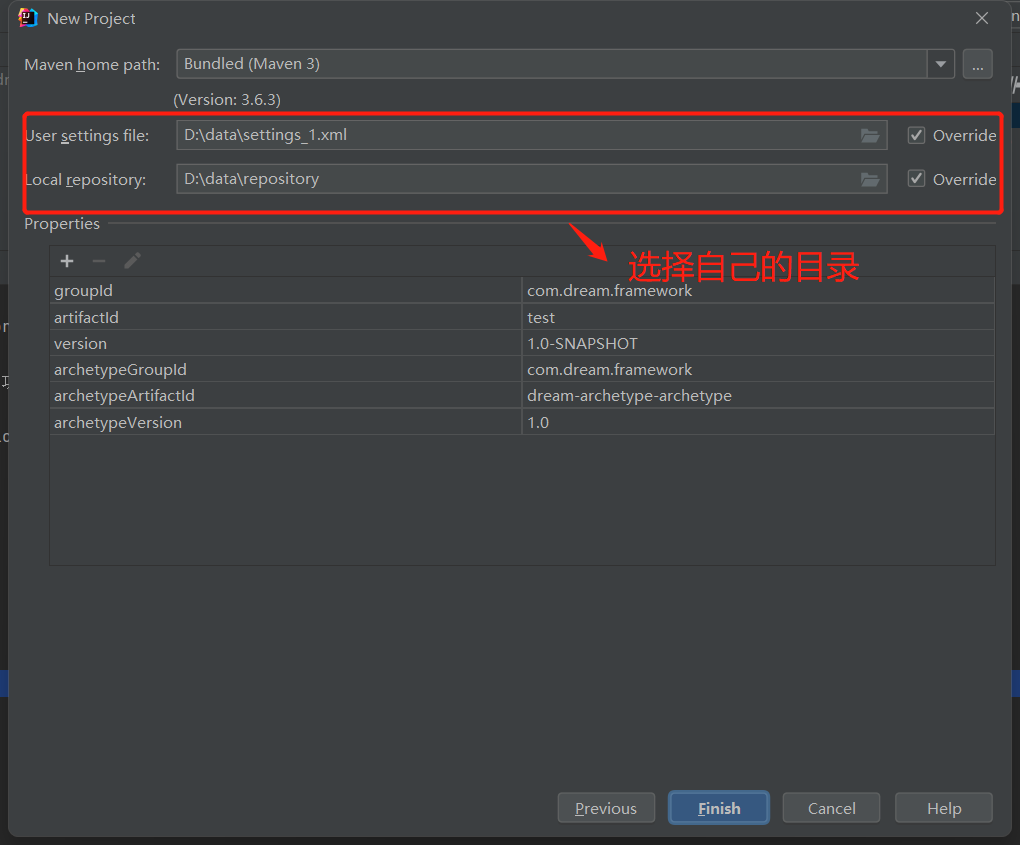 New Project
Maven home path: Bundled (Maven 3) ...
(Version: 3.6.3)
User settings file: D:\data\settings_1.xml Override
Local repository: D:\data\repository Override
Properties
选择自己的目录
groupId com.dream.framework
artifactId test
version 1.0-SNAPSHOT
archetypeGroupId com.dream.framework
archetypeArtifactId dream-archetype-archetype
archetypeVersion 1.0
Previous Finish Cancel Help